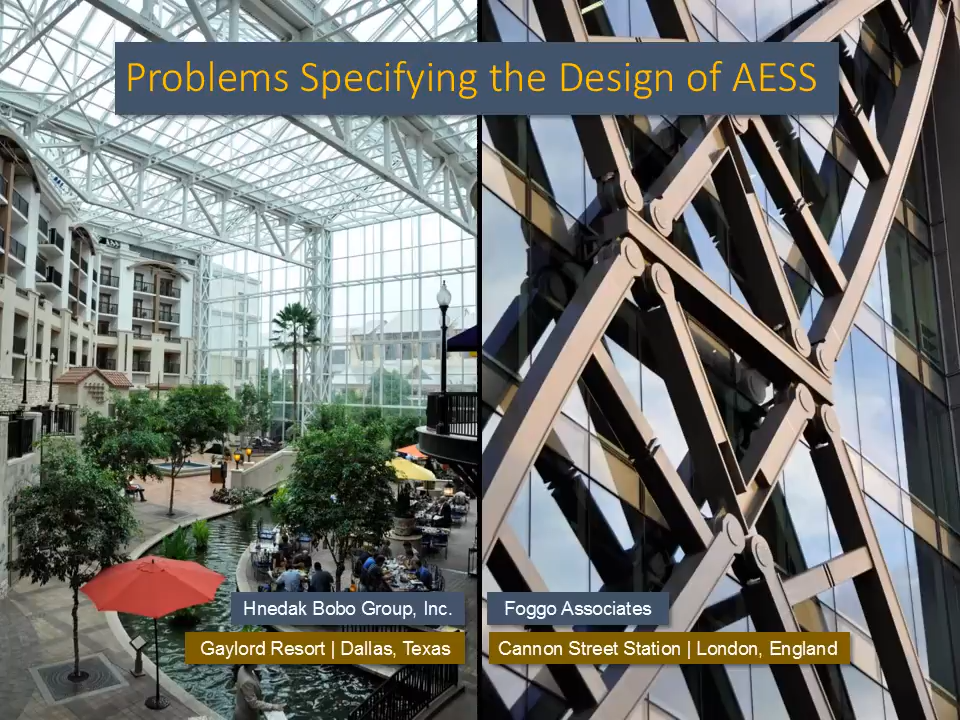 Problems Specifying the Design of AESS
Hnedak Bobo Group, Inc.
Foggo Associates
Gaylord Resort | Dallas, Texas
Cannon Street Station | London, England